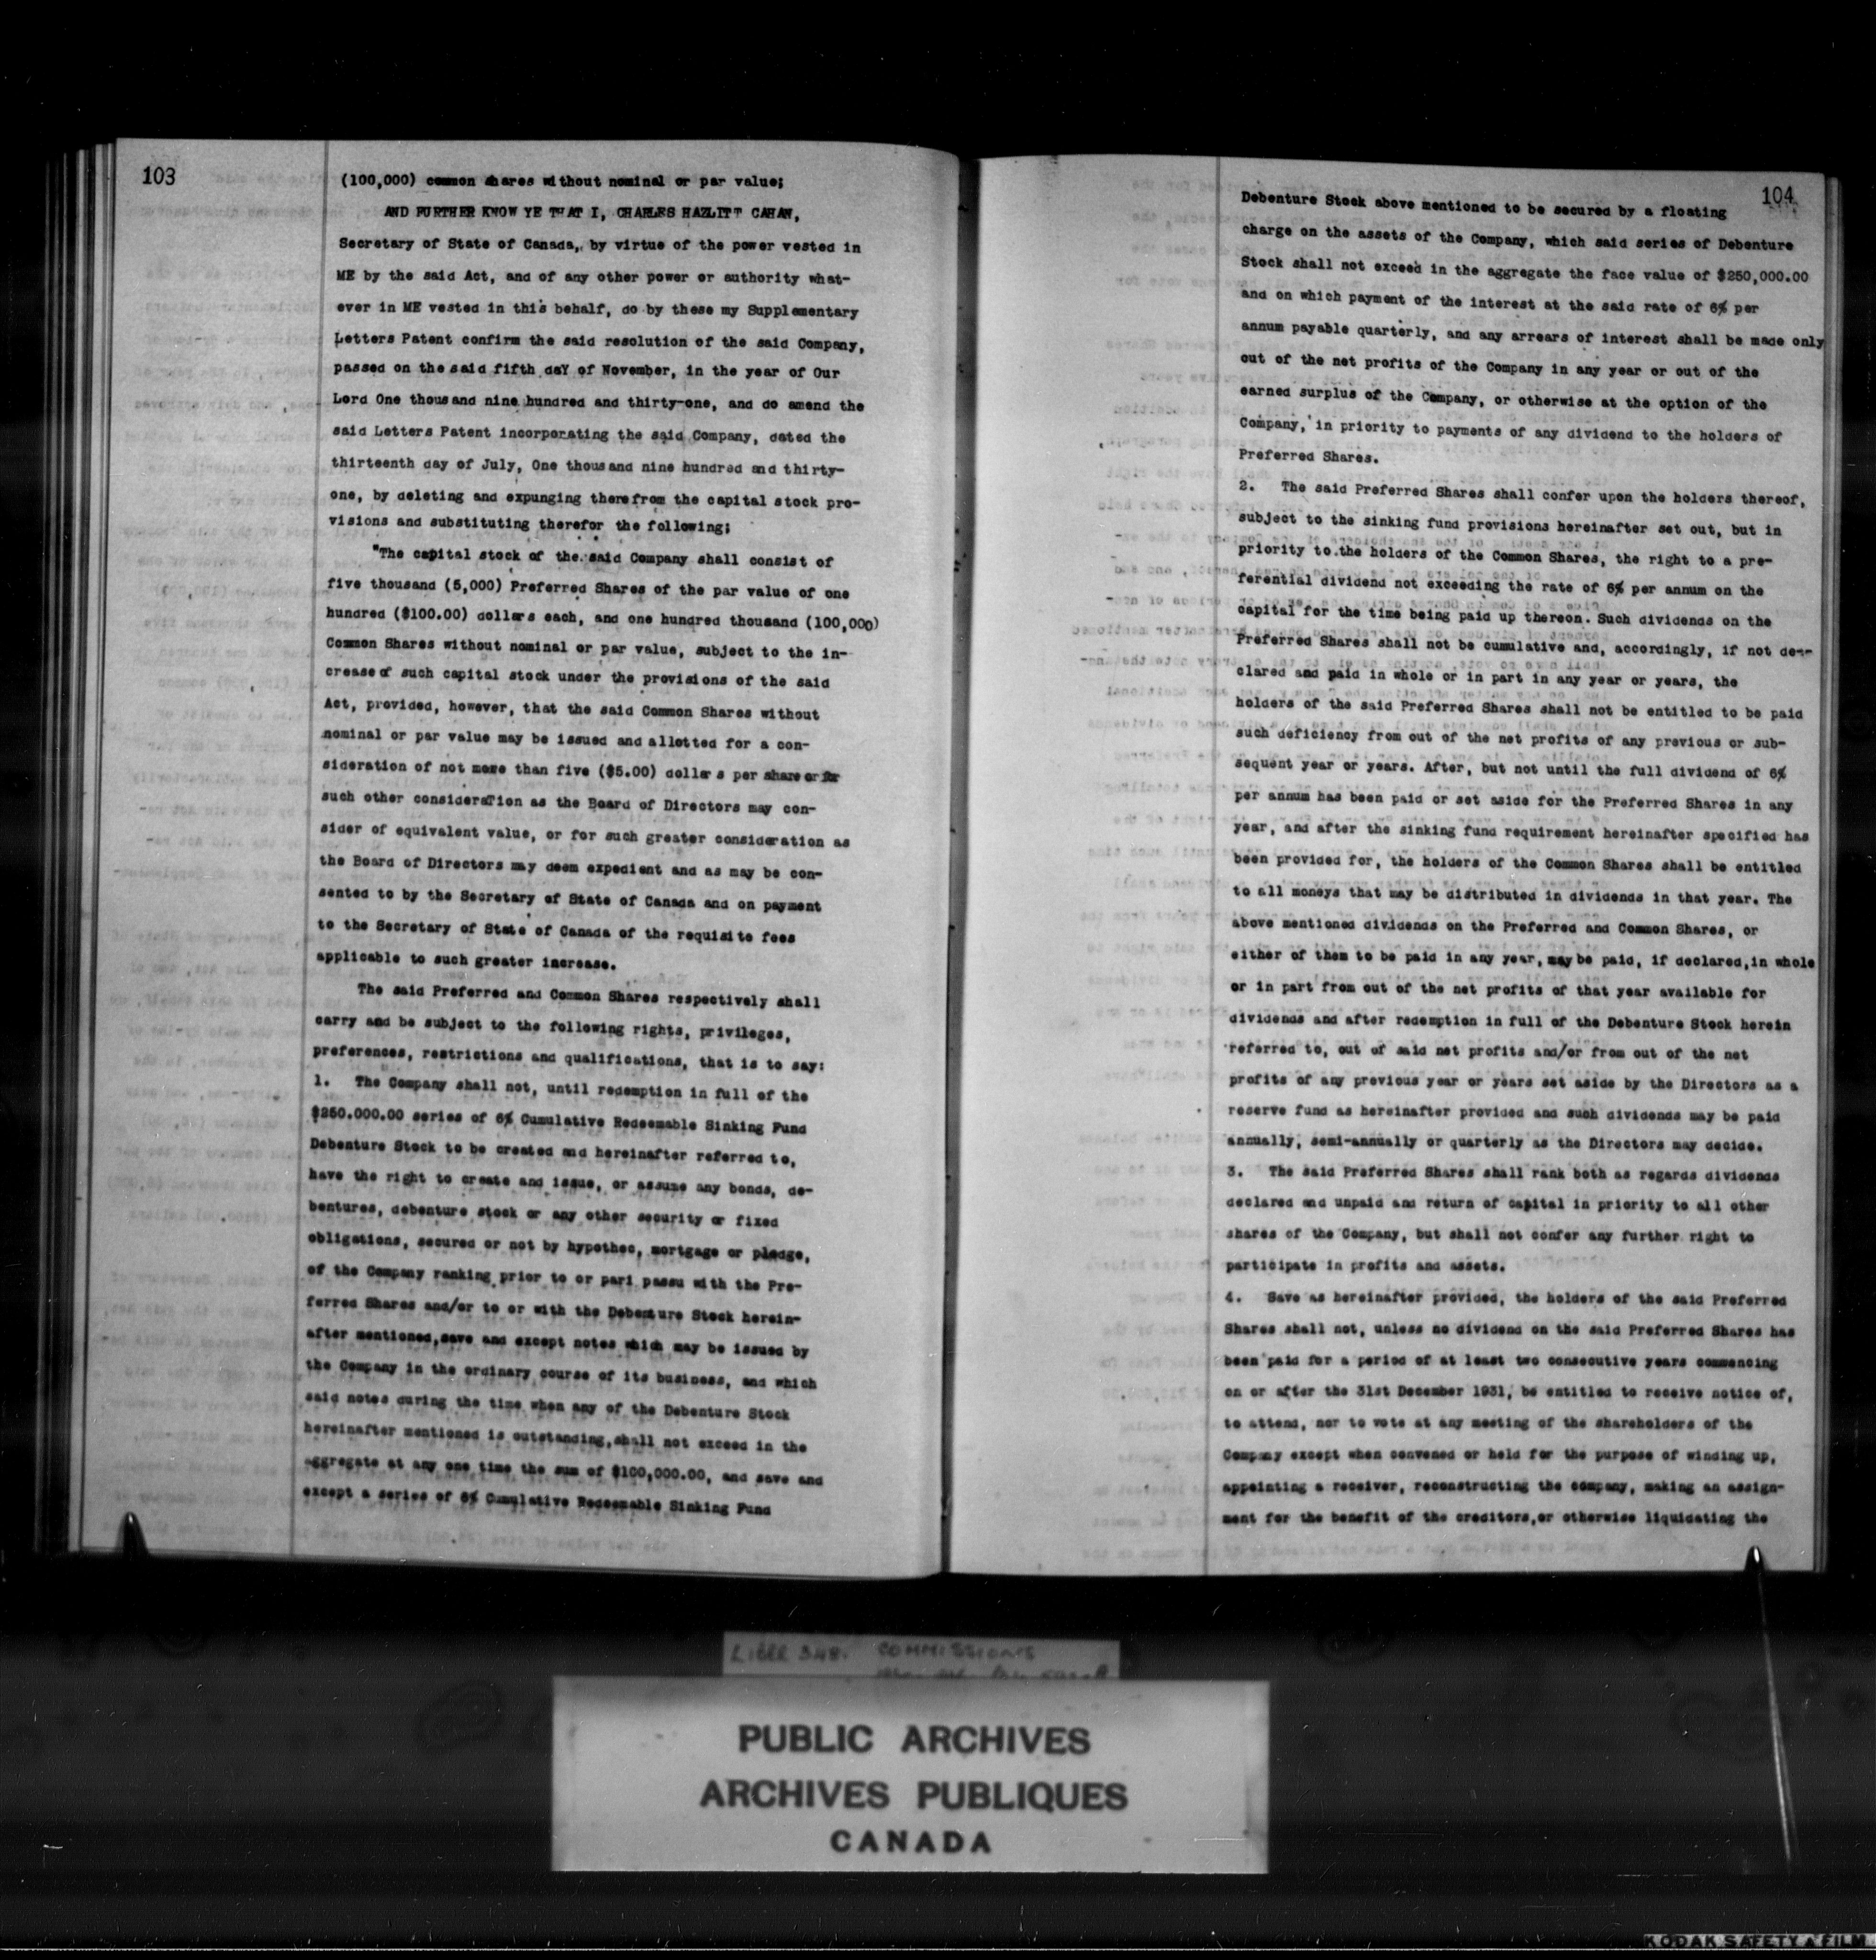 103
(100,000) common shares without nominal or par value;
AND FURTHER KNOW YE THAT I, CHARLES HAZLITT CAHAN,
Secretary of State of Canada, by virtue of the power vested in
ME by the said Act, and of any other power or authority what-
ever in ME vested in this behalf, do by these my Supplementary
Letters Patent confirm the said resolution of the said Company,
passed on the said fifth daY of November, in the year of Our
Lord One thousand nine hundred and thirty-one, and do amend the
said Letters Patent incorporating the said Company, dated the
thirteenth day of July, One thousand nine hundred and thirty-
one, by deleting and expunging therefrom the capital stock pro-
visions and substituting therefor the following;
"The capital stock of the said Company shall consist of
five thousand (5,000) Preferred Shares of the par value of one
hundred ($100.00) dollars each, and one hundred thousand (100,000)
Common Shares without nominal or par value, subject to the in-
crease of such capital stock under the provisions of the said
Act, provided, however, that the said Common Shares without
nominal or par value may be issued and allotted for a con-
sideration of not more than five ($5.00) dollars per share or for
such other consideraTion as the Board of Directors may con-
sider of equivalent value, or for such greater consideration as
the Board of Directors may deem expedient and as may be con-
sented to by the Secretary of State of Canada and on payment
to the Secretary of State of Canada of the requisite fees
applicable to such greater increase.
The said Preferred and Common Shares respectively shall
carry and be subject to the following rights, privileges,
preferences, restrictions and qualifications, that is to say:
1. The Company shall not, until redemption in full of the
$250.000.00 series of 6% Cumulative Redeemable Sinking Fund
Debenture Stock to be created and hereinafter referred to,
have the right to create and issue, or assume any bonds, de-
bentures, debenture stock or any other security or fixed
obligations, secured or not by hypothec, mortgage or pledge,
of the Company ranking prior to or pari passu with the Pre-
ferred Shares and/or to or with the Debenture Stock herein-
after mentioned, save and except notes which may be issued by
the Company in the ordinary course of its business, and which
said notes during the time when any of the Debenture Stock
hereinafter mentioned is outstanding, shall not exceed in the
aggregate at any one time the sum of $100,000.00, and save and
except a series of 6% Cumulative Redeemable Sinking Fund
104
Debenture Stock above mentioned to be secured by a floating
charge on the assets of the Company, which said series of Debenture
Stock shall not exceed in the aggregate the face value of $250,000.00
and on which payment of the interest at the said rate of 6% per
annum payable quarterly, and any arrears of interest shall be made only
out of the net profits of the Company in any year or out of the
earned surplus of the Company, or otherwise at the option of the
Company, in priority to payments of any dividend to the holders of
Preferred Shares.
2. The said Preferred Shares shall confer upon the holders thereof,
subject to the sinking fund provisions hereinafter set out, but in
priority to the holders of the Common Shares, the right to a pre-
ferential dividend not exceeding the rate of 6% per annum on the
capital for the time being paid up thereon. Such dividends on the
Preferred Shares shall not be cumulative and, accordingly, if not de-
clared and paid in whole or in part in any year or years, the
holders of the said Preferred Shares shall not be entitled to be paid
such deficiency from out of the net profits of any previous or sub-
sequent year or years. After, but not until the full dividend of 6%
per annum has been paid or set aside for the Preferred Shares in any
year, and after the sinking fund requirement hereinafter specified has
been provided for, the holders of the Common Shares shall be entitled
to all moneys that may be distributed in dividends in that year. The
above mentioned dividends on the Preferred and Common Shares, or
either of them to be paid in any year, may be paid, if declared, in whole
or in part from out of the net profits of that year available for
dividends and after redemption in full of the Debenture Stock herein
referred to, out of said net profits and/or from out of the net
profits of any previous year or years set aside by the Directors as a
reserve fund as hereinafter provided and such dividends may be paid
annually, semi-annually or quarterly as the Directors may decide.
3. The said Preferred Shares shall rank both as regards dividends
declared and unpaid and return of capital in priority to all other
shares of the Company, but shall not confer any further right to
participate in profits and assets.
4. Save as hereinafter provided, the holders of the said Preferred
Shares shall not, unless no dividend on the said Preferred Shares has
been paid for a period of at least two consecutive years commencing
on or after the 31st December 1931, be entitled to receive notice of,
to attend, nor to vote at any meeting of the shareholders of the
Company except when convened or held for the purpose of winding up,
appointing a receiver, reconstructing the company, making an assign-
ment for the benefit of the creditors, or otherwise liquidating the
LIBER 348. COMMISSIONS
PUBLIC ARCHIVES
ARCHIVES PUBLIQUES
CANADA
KODAK SAFETY FILM